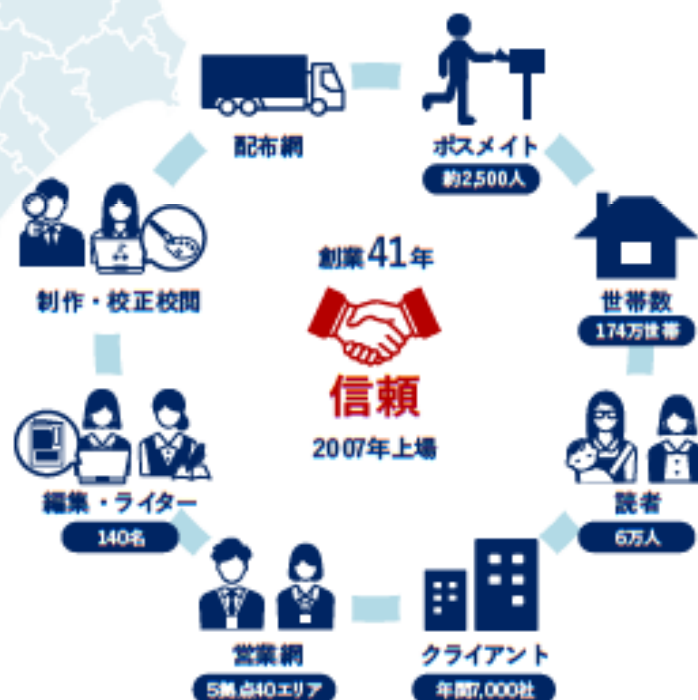 配布網
ポスメイト
約2,500人
世帯数
174万世帯
制作・校正校閲
創業41年
信頼
2007年上場
編集・ライター
140名
読者
6万人
営業網
5拠点40エリア
クライアント
年間7,000社